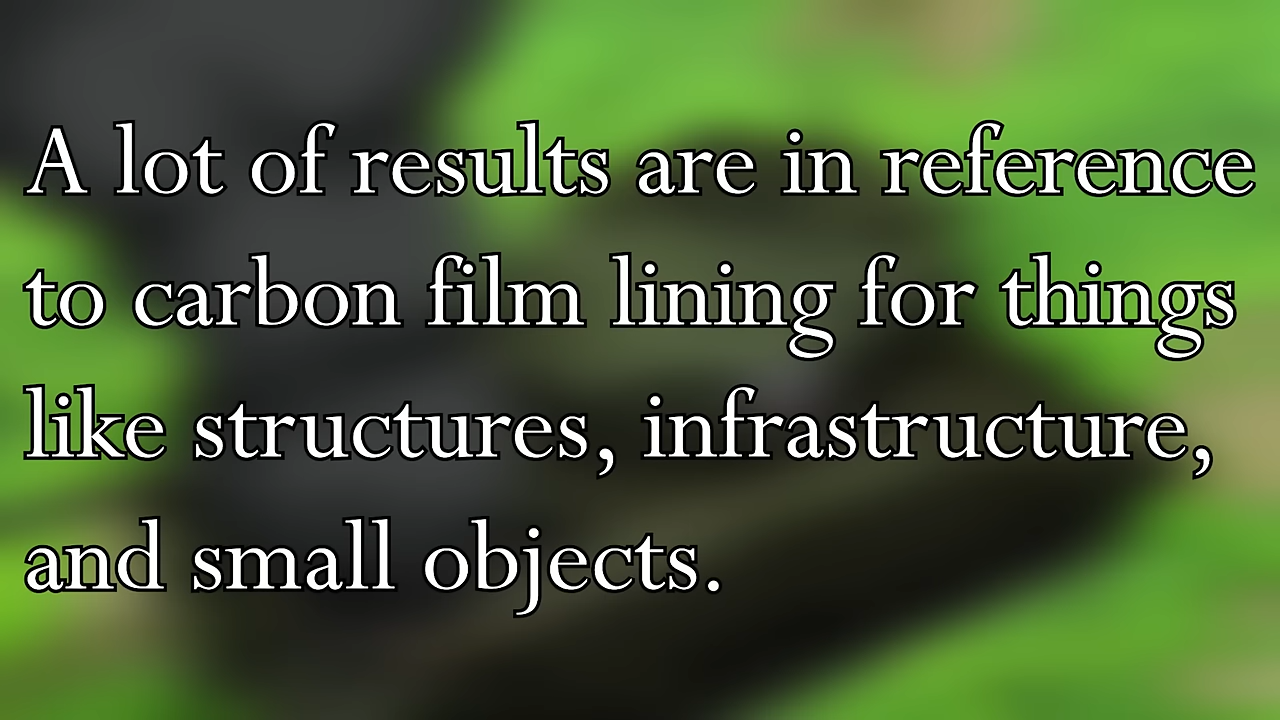 A lot of results are in reference
to carbon film lining for things
like structures, infrastructure,
and small objects.